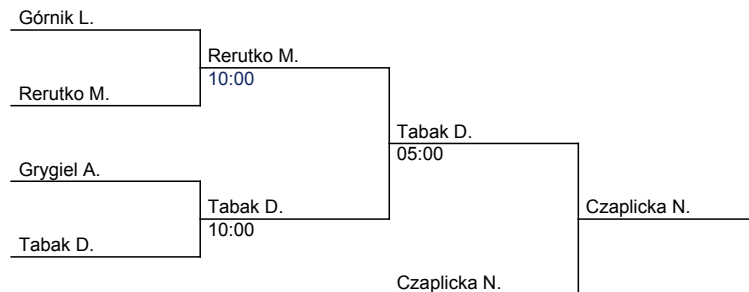 Górnik L.
Rerutko M.
10:00
Rerutko M.
Tabak D.
05:00
Grygiel A.
Tabak D.
10:00
Czaplicka N.
Tabak D.
Czaplicka N.